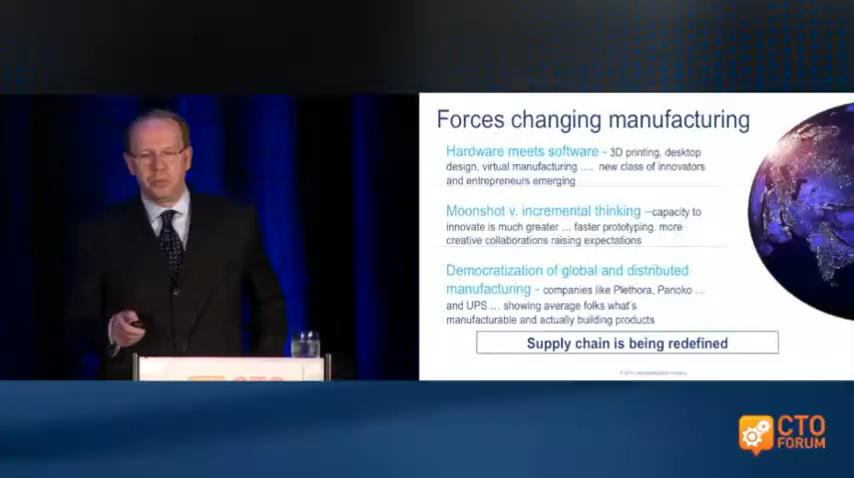 Forces changing manufacturing
Hardware meets software - 3D printing, desktop
design, virtual manufacturing .... new class of innovators
and entrepreneurs emerging
Moonshot v. incremental thinking –capacity to
innovate is much greater ... faster prototyping, more
creative collaborations raising expectations
Democratization of global and distributed
manufacturing - companies like Plethora, Panoko ...
and UPS ... showing average folks what's
manufacturable and actually building products
Supply chain is being redefined
CTO
CTO
FORUM